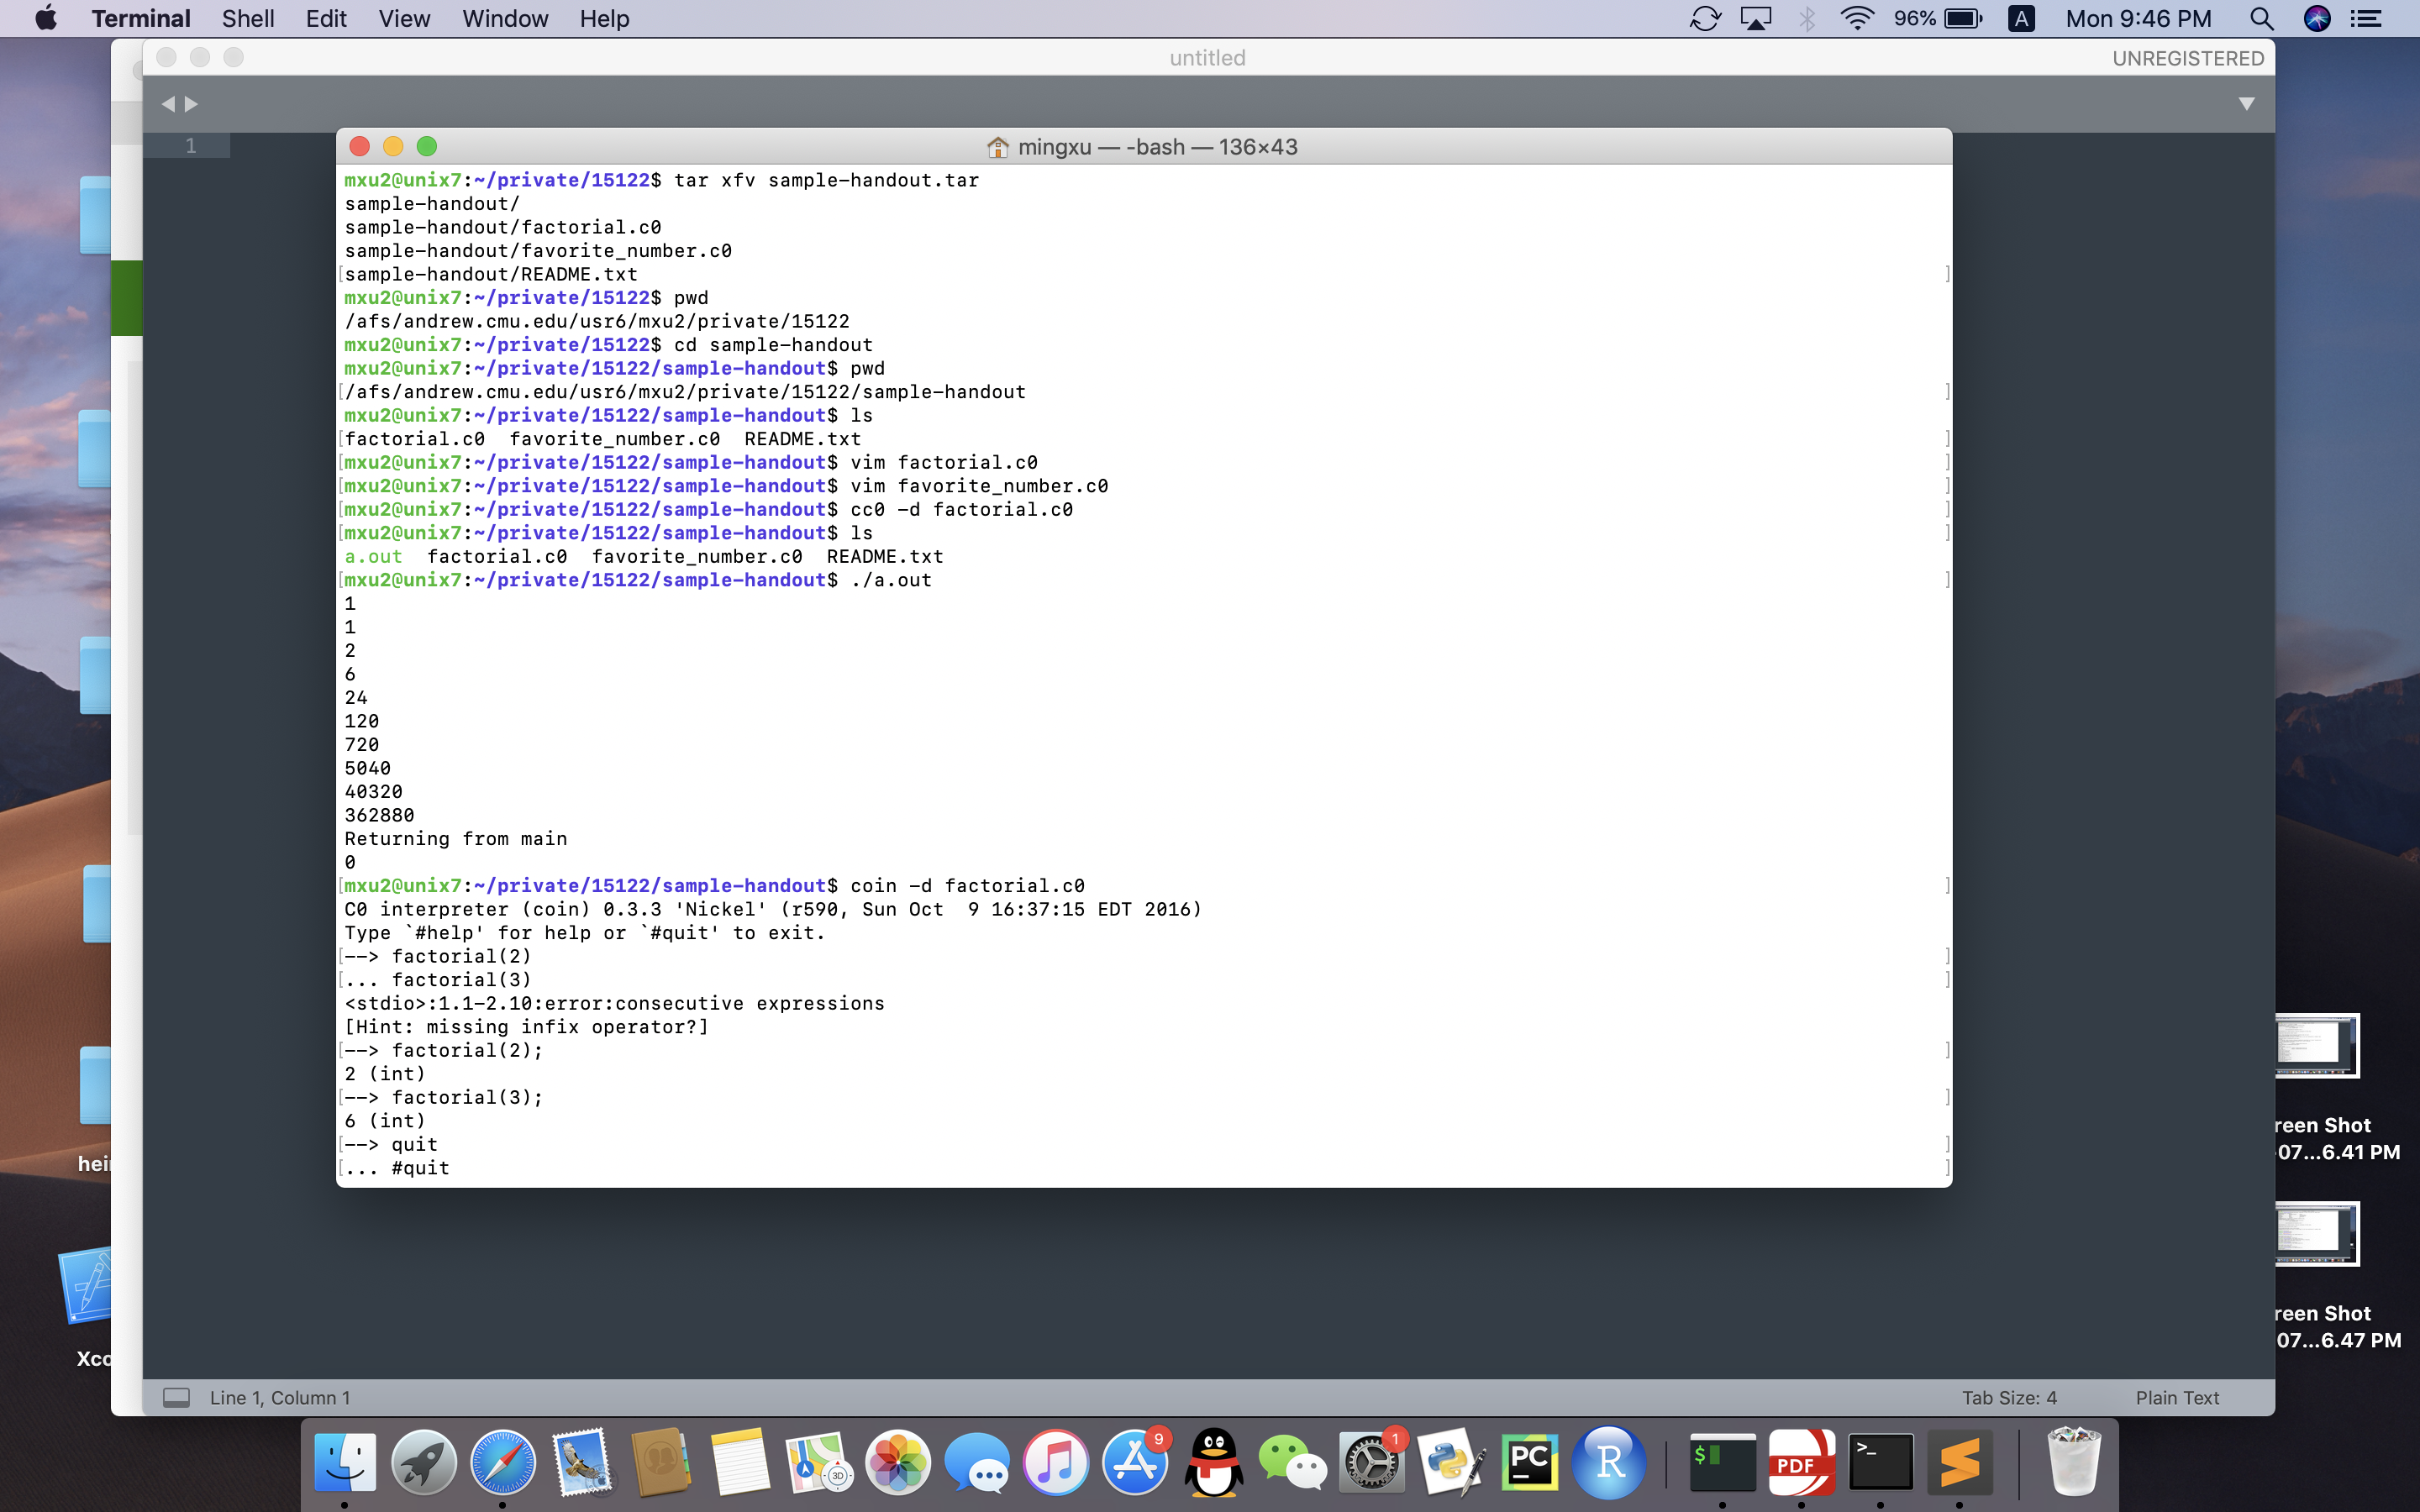 Terminal Shell Edit View Window Help 96% A Mon 9:46 PM
untitled UNREGISTERED
1
mingxu — -bash — 136×43
mxu2@unix7:~/private/15122$ tar xfv sample-handout.tar
sample-handout/
sample-handout/factorial.c0
sample-handout/favorite_number.c0
[sample-handout/README.txt ]
mxu2@unix7:~/private/15122$ pwd
/afs/andrew.cmu.edu/usr6/mxu2/private/15122
mxu2@unix7:~/private/15122$ cd sample-handout
mxu2@unix7:~/private/15122/sample-handout$ pwd
[/afs/andrew.cmu.edu/usr6/mxu2/private/15122/sample-handout ]
mxu2@unix7:~/private/15122/sample-handout$ ls
[factorial.c0  favorite_number.c0  README.txt ]
[mxu2@unix7:~/private/15122/sample-handout$ vim factorial.c0 ]
[mxu2@unix7:~/private/15122/sample-handout$ vim favorite_number.c0 ]
[mxu2@unix7:~/private/15122/sample-handout$ cc0 -d factorial.c0 ]
[mxu2@unix7:~/private/15122/sample-handout$ ls ]
a.out  factorial.c0  favorite_number.c0  README.txt
[mxu2@unix7:~/private/15122/sample-handout$ ./a.out ]
1
1
2
6
24
120
720
5040
40320
362880
Returning from main
0
[mxu2@unix7:~/private/15122/sample-handout$ coin -d factorial.c0 ]
C0 interpreter (coin) 0.3.3 'Nickel' (r590, Sun Oct  9 16:37:15 EDT 2016)
Type `#help' for help or `#quit' to exit.
[--> factorial(2) ]
[... factorial(3) ]
<stdio>:1.1-2.10:error:consecutive expressions
[Hint: missing infix operator?]
[--> factorial(2); ]
2 (int)
[--> factorial(3); ]
6 (int)
[--> quit ]
[... #quit ]
reen Shot
07...6.41 PM
reen Shot
07...6.47 PM
hei
Xco
Line 1, Column 1 Tab Size: 4 Plain Text
3D 9 1 PC R $ PDF >_